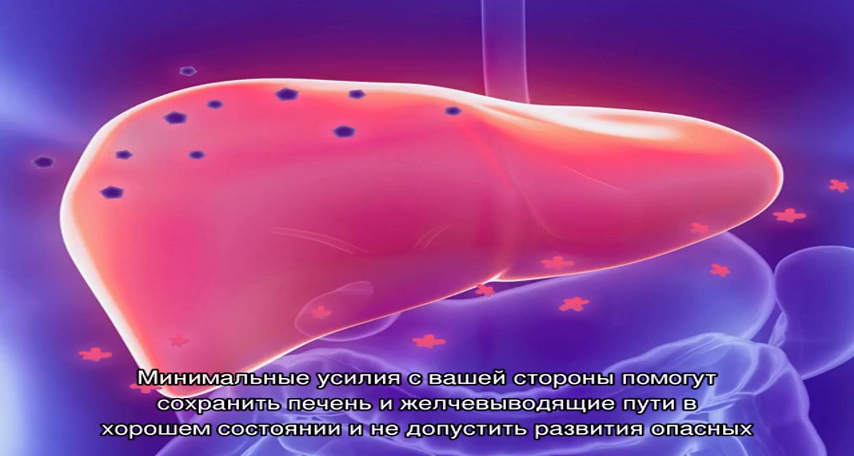 Минимальные усилия с вашей стороны помогут
сохранить печень и желчевыводящие пути в
хорошем состоянии и не допустить развития опасных